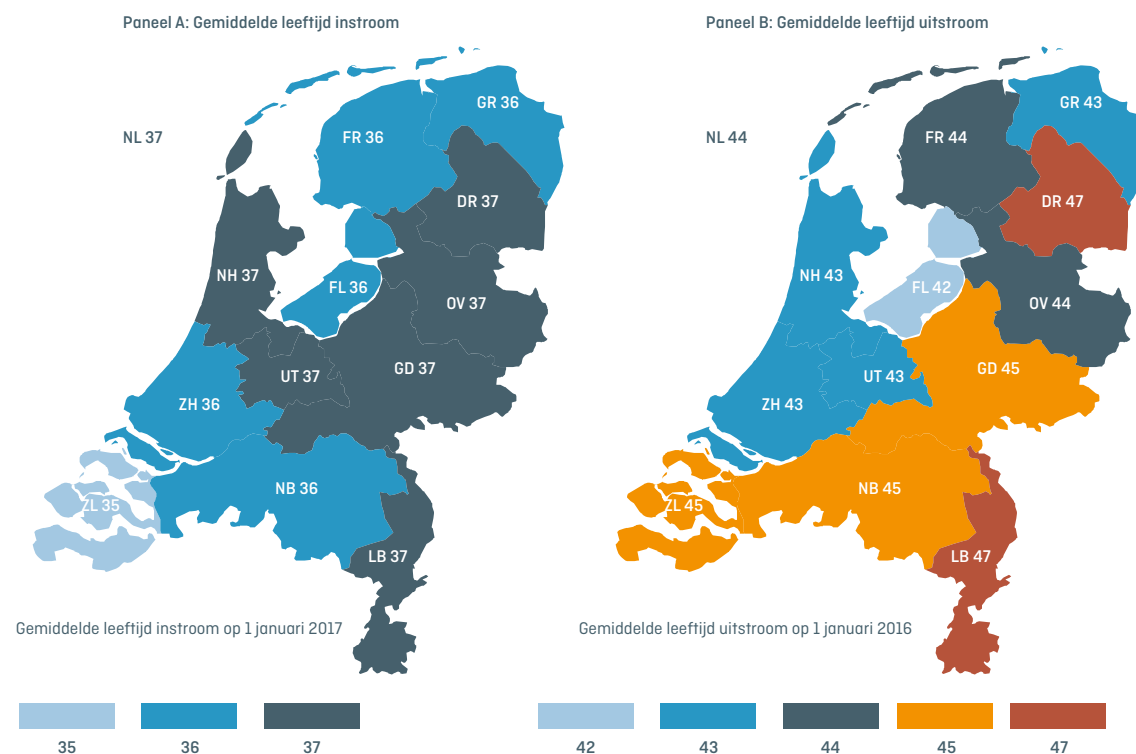 Paneel A: Gemiddelde leeftijd instroom
NL 37
GR 36
FR 36
DR 37
NH 37
FL 36
OV 37
UT 37
GD 37
ZH 36
NB 36
ZL 35
LB 37
Gemiddelde leeftijd instroom op 1 januari 2017
35
36
37
Paneel B: Gemiddelde leeftijd uitstroom
NL 44
GR 43
FR 44
DR 47
NH 43
FL 42
OV 44
UT 43
GD 45
ZH 43
NB 45
ZL 45
LB 47
Gemiddelde leeftijd uitstroom op 1 januari 2016
42
43
44
45
47